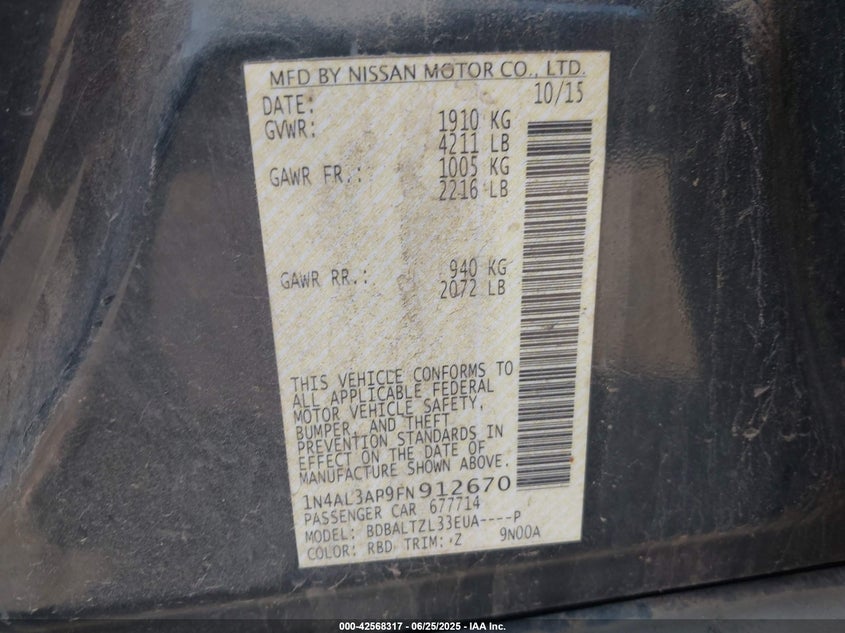 MFD BY NISSAN MOTOR CO., LTD.
DATE: 10/15
GVWR: 1910 KG
4211 LB
GAWR FR.: 1005 KG
2216 LB
GAWR RR.: 940 KG
2072 LB
THIS VEHICLE CONFORMS TO
ALL APPLICABLE FEDERAL
MOTOR VEHICLE SAFETY,
BUMPER, AND THEFT
PREVENTION STANDARDS IN
EFFECT ON THE DATE OF
MANUFACTURE SHOWN ABOVE.
1N4AL3AP9FN912670
PASSENGER CAR 677714
MODEL: BDBALTZL33EUA----P
COLOR: RBD TRIM: Z 9N00A
000-42568317 | 06/25/2025 - IAA Inc.